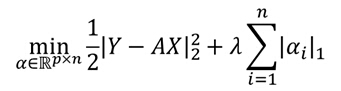 min_{α∈ℝ^{p×n}} 1/2 |Y − AX|_2^2 + λ ∑_{i=1}^{n} |α_i|_1